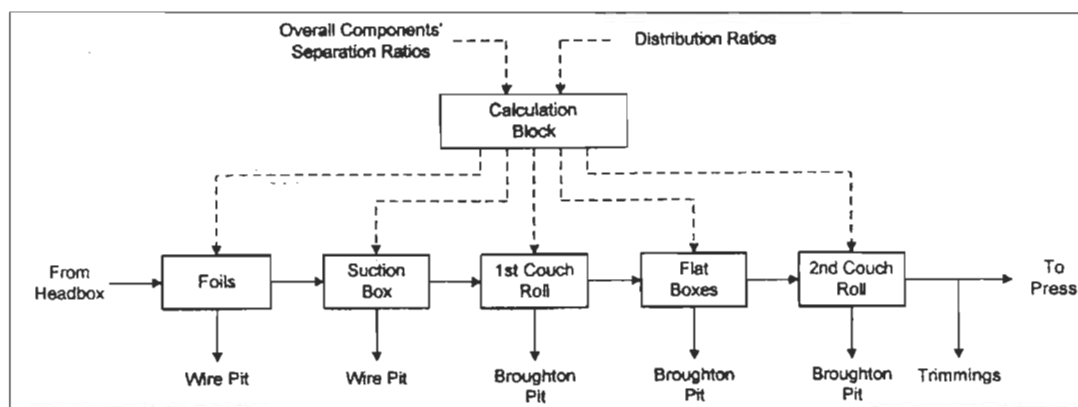 Overall Components'
Separation Ratios
Distribution Ratios
Calculation
Block
From
Headbox
Foils
Suction
Box
1st Couch
Roll
Flat
Boxes
2nd Couch
Roll
To
Press
Wire Pit
Wire Pit
Broughton
Pit
Broughton
Pit
Broughton
Pit
Trimmings